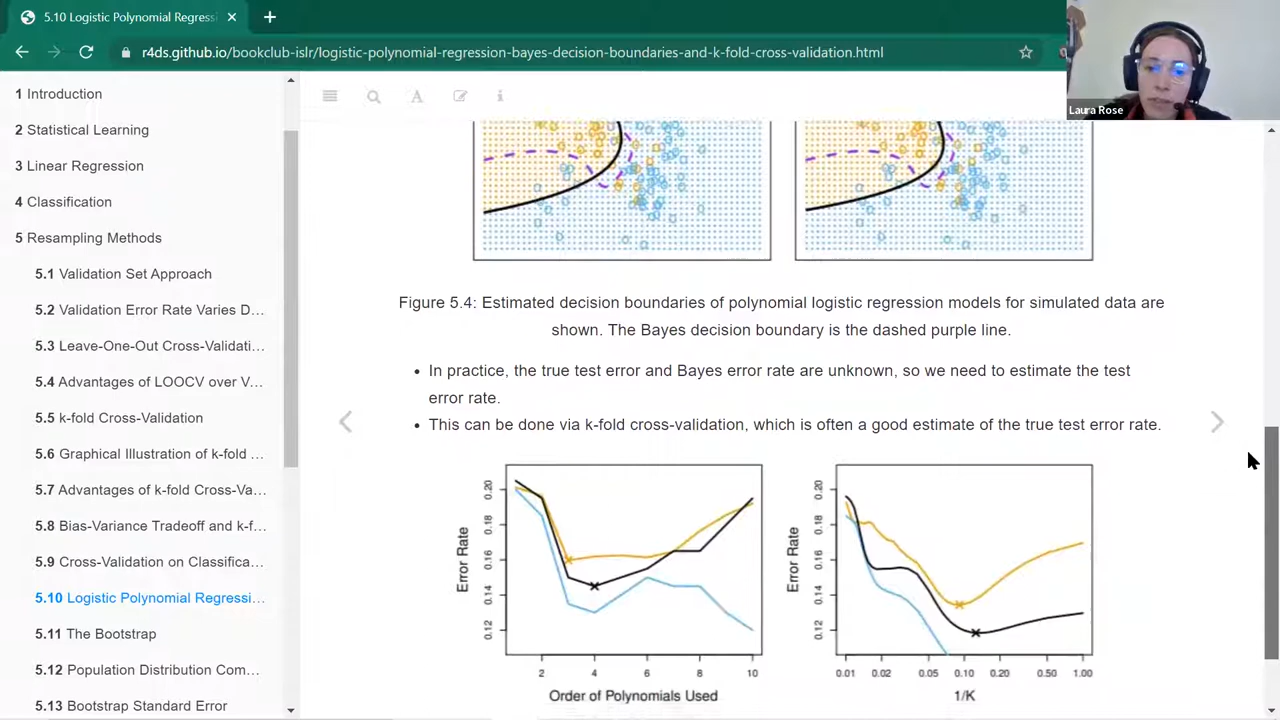 5.10 Logistic Polynomial Regressi
r4ds.github.io/bookclub-islr/logistic-polynomial-regression-bayes-decision-boundaries-and-k-fold-cross-validation.html
Laura Rose
1 Introduction
2 Statistical Learning
3 Linear Regression
4 Classification
5 Resampling Methods
5.1 Validation Set Approach
5.2 Validation Error Rate Varies D…
5.3 Leave-One-Out Cross-Validati…
5.4 Advantages of LOOCV over V…
5.5 k-fold Cross-Validation
5.6 Graphical Illustration of k-fold …
5.7 Advantages of k-fold Cross-Va…
5.8 Bias-Variance Tradeoff and k-f…
5.9 Cross-Validation on Classifica…
5.10 Logistic Polynomial Regressi…
5.11 The Bootstrap
5.12 Population Distribution Com…
5.13 Bootstrap Standard Error
Figure 5.4: Estimated decision boundaries of polynomial logistic regression models for simulated data are
shown. The Bayes decision boundary is the dashed purple line.
• In practice, the true test error and Bayes error rate are unknown, so we need to estimate the test
error rate.
• This can be done via k-fold cross-validation, which is often a good estimate of the true test error rate.
Error Rate
0.20
0.18
0.16
0.14
0.12
2 4 6 8 10
Order of Polynomials Used
Error Rate
0.20
0.18
0.16
0.14
0.12
0.01 0.02 0.05 0.10 0.20 0.50 1.00
1/K